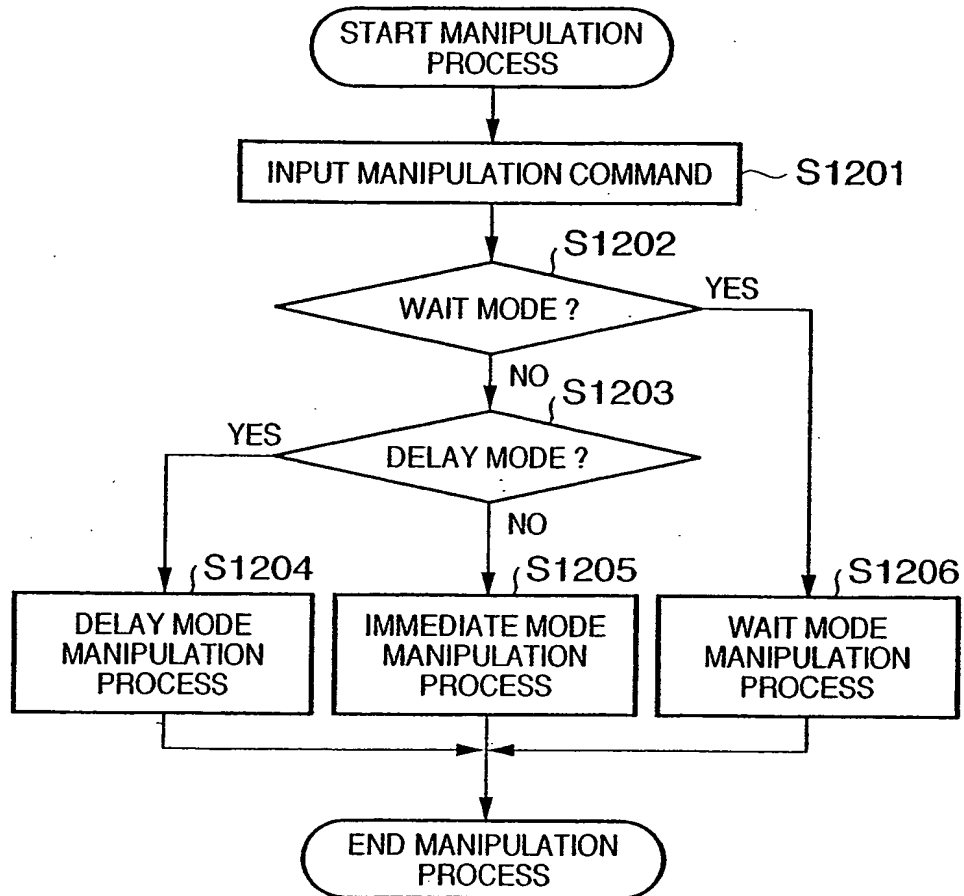 START MANIPULATION
PROCESS
INPUT MANIPULATION COMMAND
S1201
S1202
WAIT MODE ?
YES
NO
S1203
YES
DELAY MODE ?
NO
S1204
DELAY MODE
MANIPULATION
PROCESS
S1205
IMMEDIATE MODE
MANIPULATION
PROCESS
S1206
WAIT MODE
MANIPULATION
PROCESS
END MANIPULATION
PROCESS